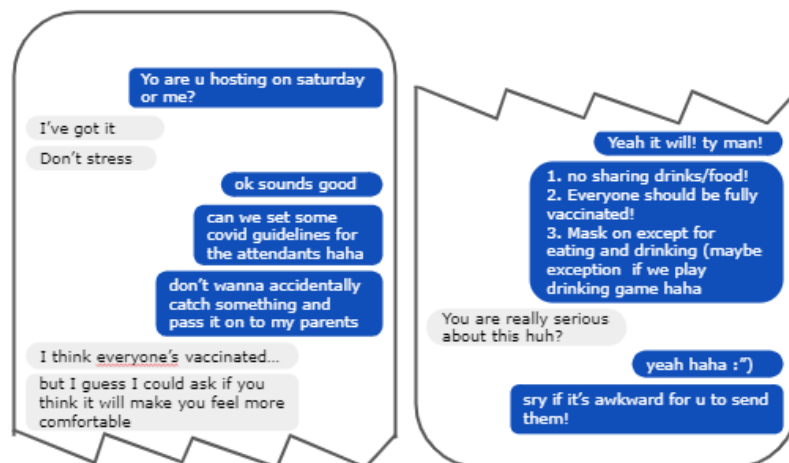 Yo are u hosting on saturday
or me?
I've got it
Don't stress
ok sounds good
can we set some
covid guidelines for
the attendants haha
don't wanna accidentally
catch something and
pass it on to my parents
I think everyone's vaccinated...
but I guess I could ask if you
think it will make you feel more
comfortable
Yeah it will! ty man!
1. no sharing drinks/food!
2. Everyone should be fully
vaccinated!
3. Mask on except for
eating and drinking (maybe
exception  if we play
drinking game haha
You are really serious
about this huh?
yeah haha :")
sry if it's awkward for u to send
them!